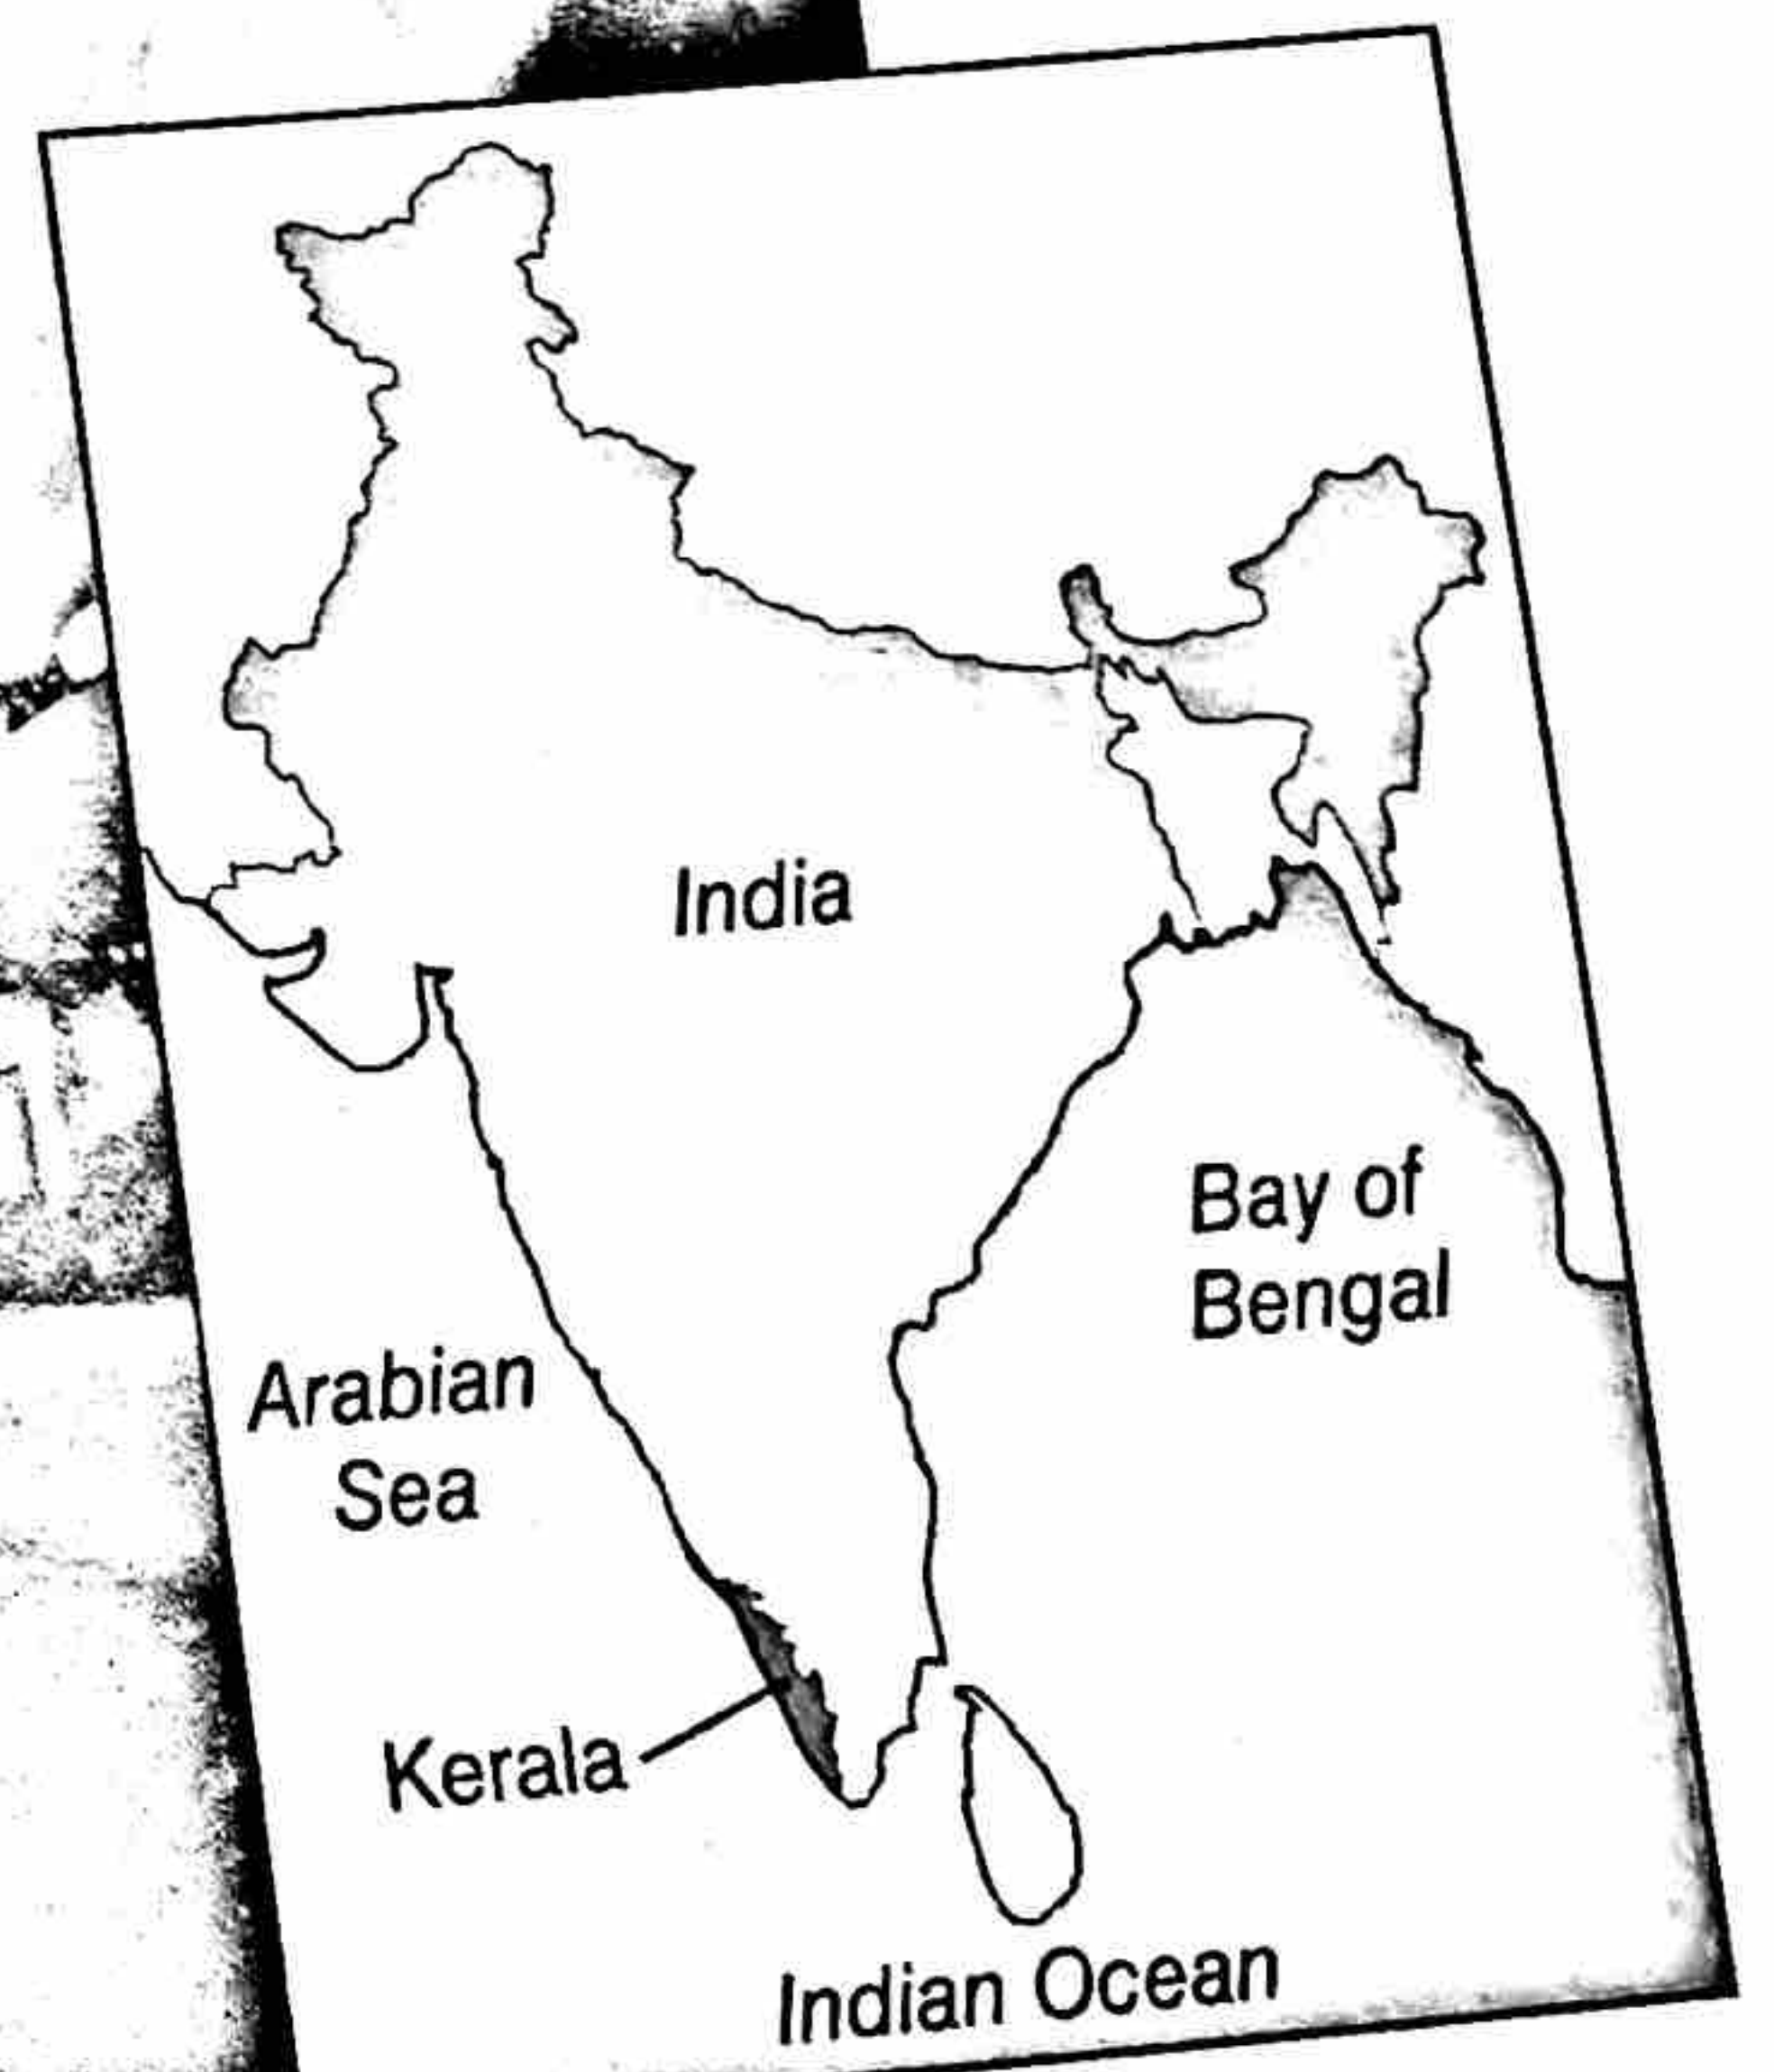 India
Bay of
Bengal
Arabian
Sea
Kerala
Indian Ocean